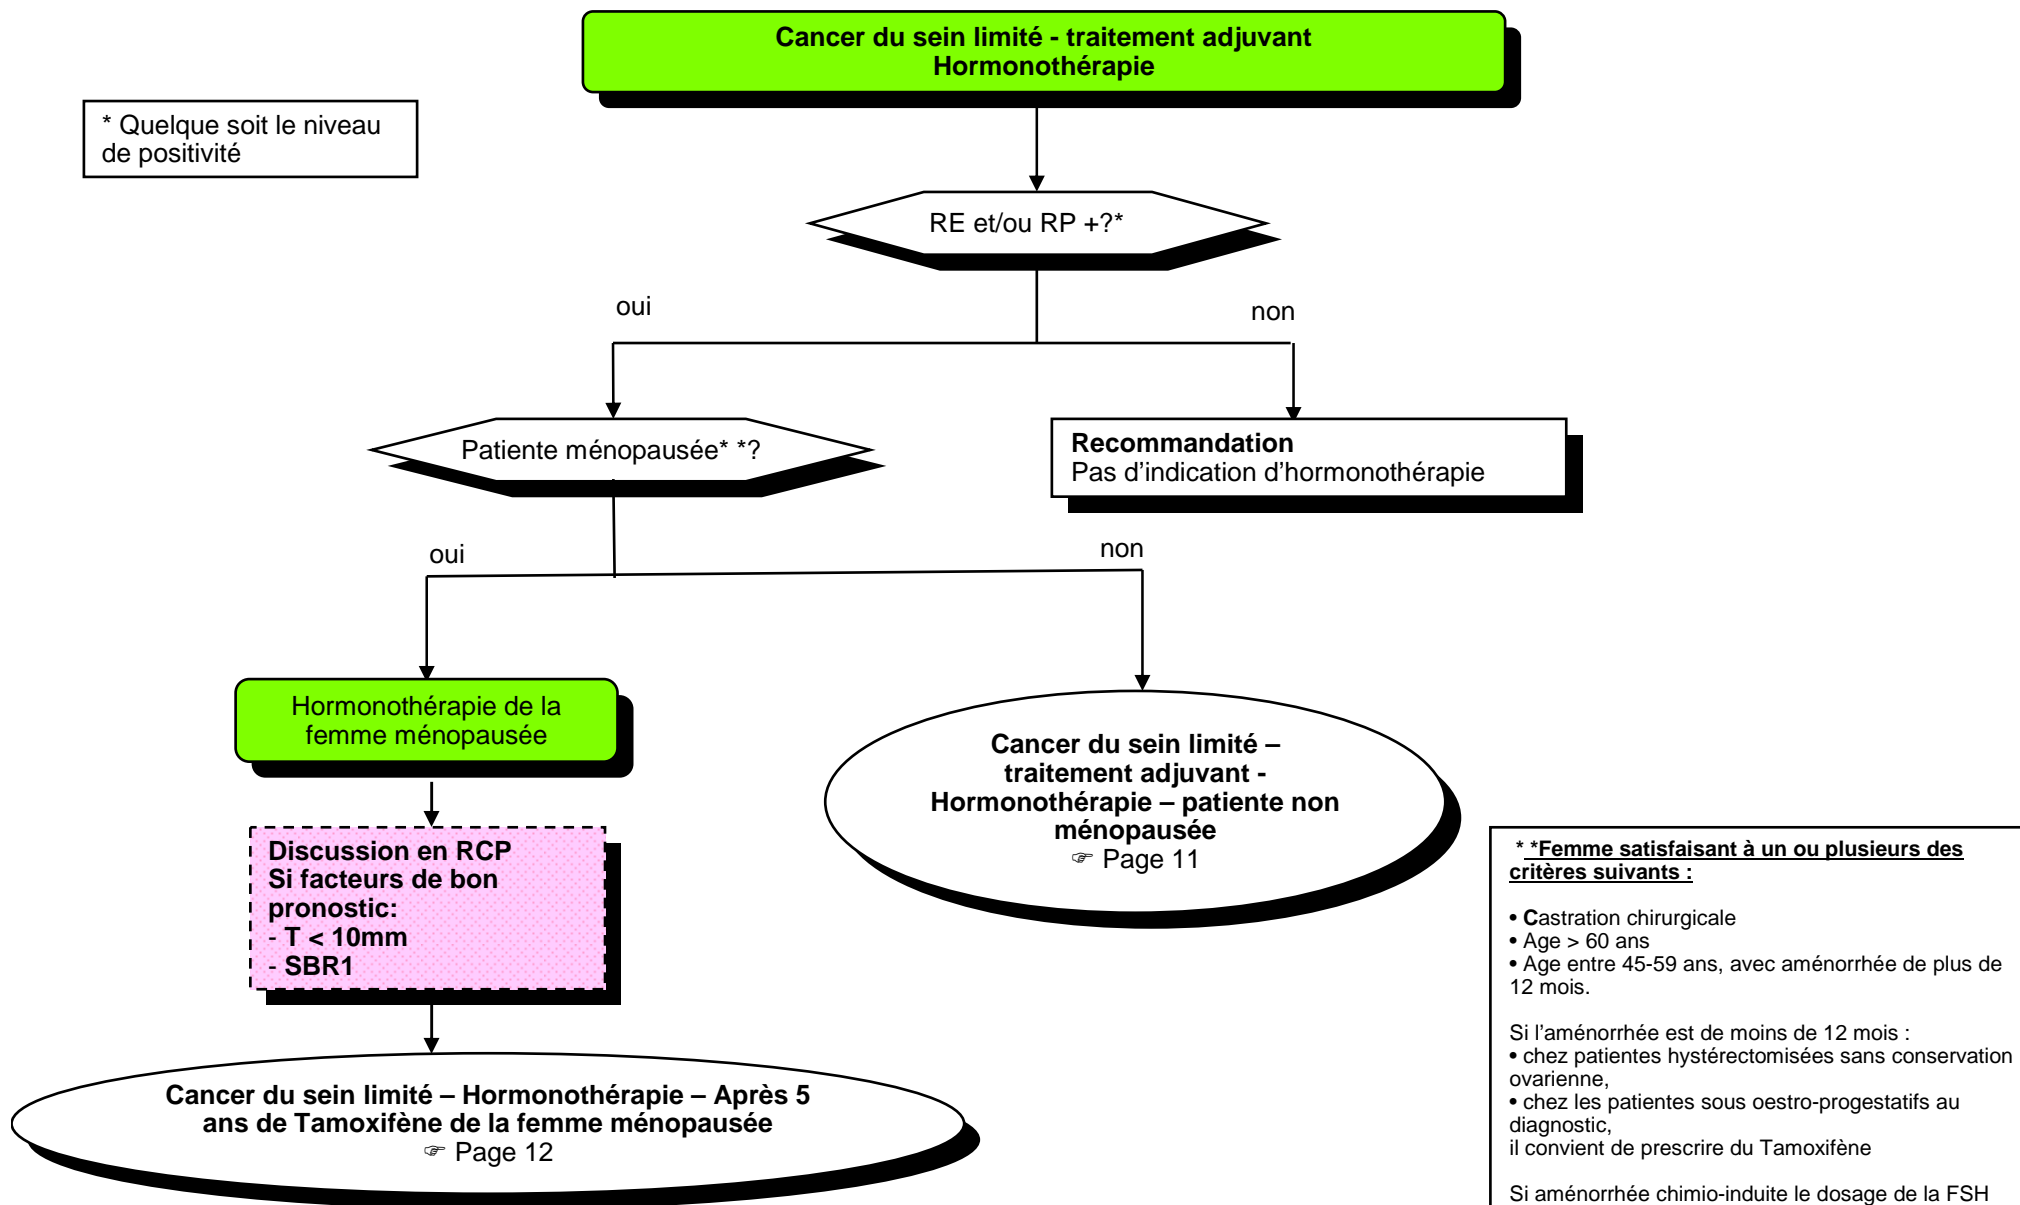 Cancer du sein limité - traitement adjuvant
Hormonothérapie
* Quelque soit le niveau
de positivité
RE et/ou RP +?*
oui
non
Patiente ménopausée* *?
Recommandation
Pas d’indication d’hormonothérapie
oui
non
Hormonothérapie de la
femme ménopausée
Cancer du sein limité –
traitement adjuvant -
Hormonothérapie – patiente non
ménopausée
☞ Page 11
Discussion en RCP
Si facteurs de bon
pronostic:
- T < 10mm
- SBR1
Cancer du sein limité – Hormonothérapie – Après 5
ans de Tamoxifène de la femme ménopausée
☞ Page 12
* *Femme satisfaisant à un ou plusieurs des
critères suivants :
• Castration chirurgicale
• Age > 60 ans
• Age entre 45-59 ans, avec aménorrhée de plus de
12 mois.
Si l’aménorrhée est de moins de 12 mois :
• chez patientes hystérectomisées sans conservation
ovarienne,
• chez les patientes sous oestro-progestatifs au
diagnostic,
il convient de prescrire du Tamoxifène
Si aménorrhée chimio-induite le dosage de la FSH